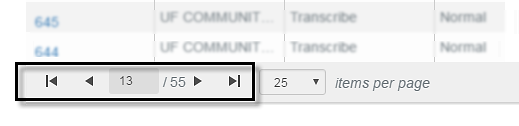 645 UF COMMUNIT... Transcribe Normal
644 UF COMMUNIT... Transcribe Normal
13 / 55 25 items per page